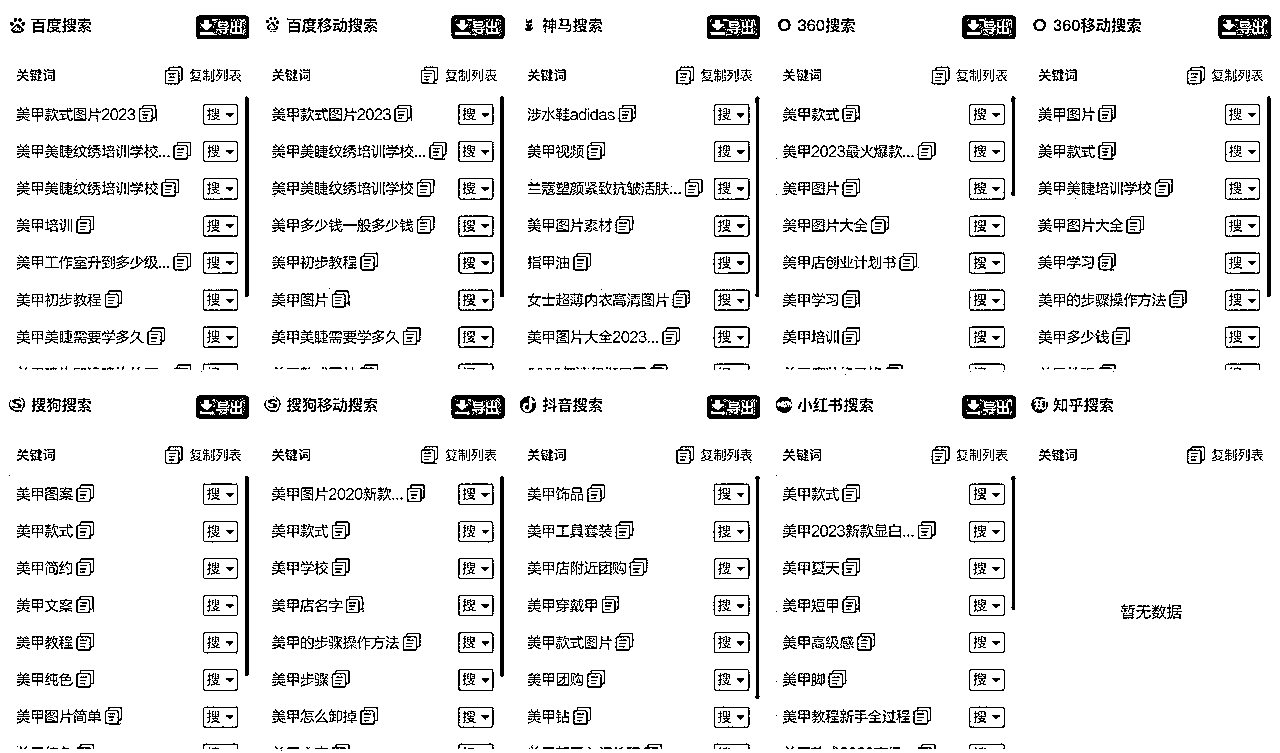 百度搜索
导出
关键词
复制列表
美甲款式图片2023
搜
美甲美睫纹绣培训学校...
搜
美甲美睫纹绣培训学校
搜
美甲培训
搜
美甲工作室升到多少级...
搜
美甲初步教程
搜
美甲美睫需要学多久
搜
百度移动搜索
导出
关键词
复制列表
美甲款式图片2023
搜
美甲美睫纹绣培训学校...
搜
美甲美睫纹绣培训学校
搜
美甲多少钱一般多少钱
搜
美甲初步教程
搜
美甲图片
搜
美甲美睫需要学多久
搜
神马搜索
导出
关键词
复制列表
涉水鞋adidas
搜
美甲视频
搜
兰蔻塑颜紧致抗皱活肤...
搜
美甲图片素材
搜
指甲油
搜
女士超薄内衣高清图片
搜
美甲图片大全2023...
搜
360搜索
导出
关键词
复制列表
美甲款式
搜
美甲2023最火爆款...
搜
美甲图片
搜
美甲图片大全
搜
美甲店创业计划书
搜
美甲学习
搜
美甲培训
搜
360移动搜索
导出
关键词
复制列表
美甲图片
搜
美甲款式
搜
美甲美睫培训学校
搜
美甲图片大全
搜
美甲学习
搜
美甲的步骤操作方法
搜
美甲多少钱
搜
搜狗搜索
导出
关键词
复制列表
美甲图案
搜
美甲款式
搜
美甲简约
搜
美甲文案
搜
美甲教程
搜
美甲纯色
搜
美甲图片简单
搜
搜狗移动搜索
导出
关键词
复制列表
美甲图片2020新款...
搜
美甲款式
搜
美甲学校
搜
美甲店名字
搜
美甲的步骤操作方法
搜
美甲步骤
搜
美甲怎么卸掉
搜
抖音搜索
导出
关键词
复制列表
美甲饰品
搜
美甲工具套装
搜
美甲店附近团购
搜
美甲穿戴甲
搜
美甲款式图片
搜
美甲团购
搜
美甲钻
搜
小红书搜索
导出
关键词
复制列表
美甲款式
搜
美甲2023新款显白...
搜
美甲夏天
搜
美甲短甲
搜
美甲高级感
搜
美甲脚
搜
美甲教程新手全过程
搜
知乎搜索
关键词
复制列表
暂无数据